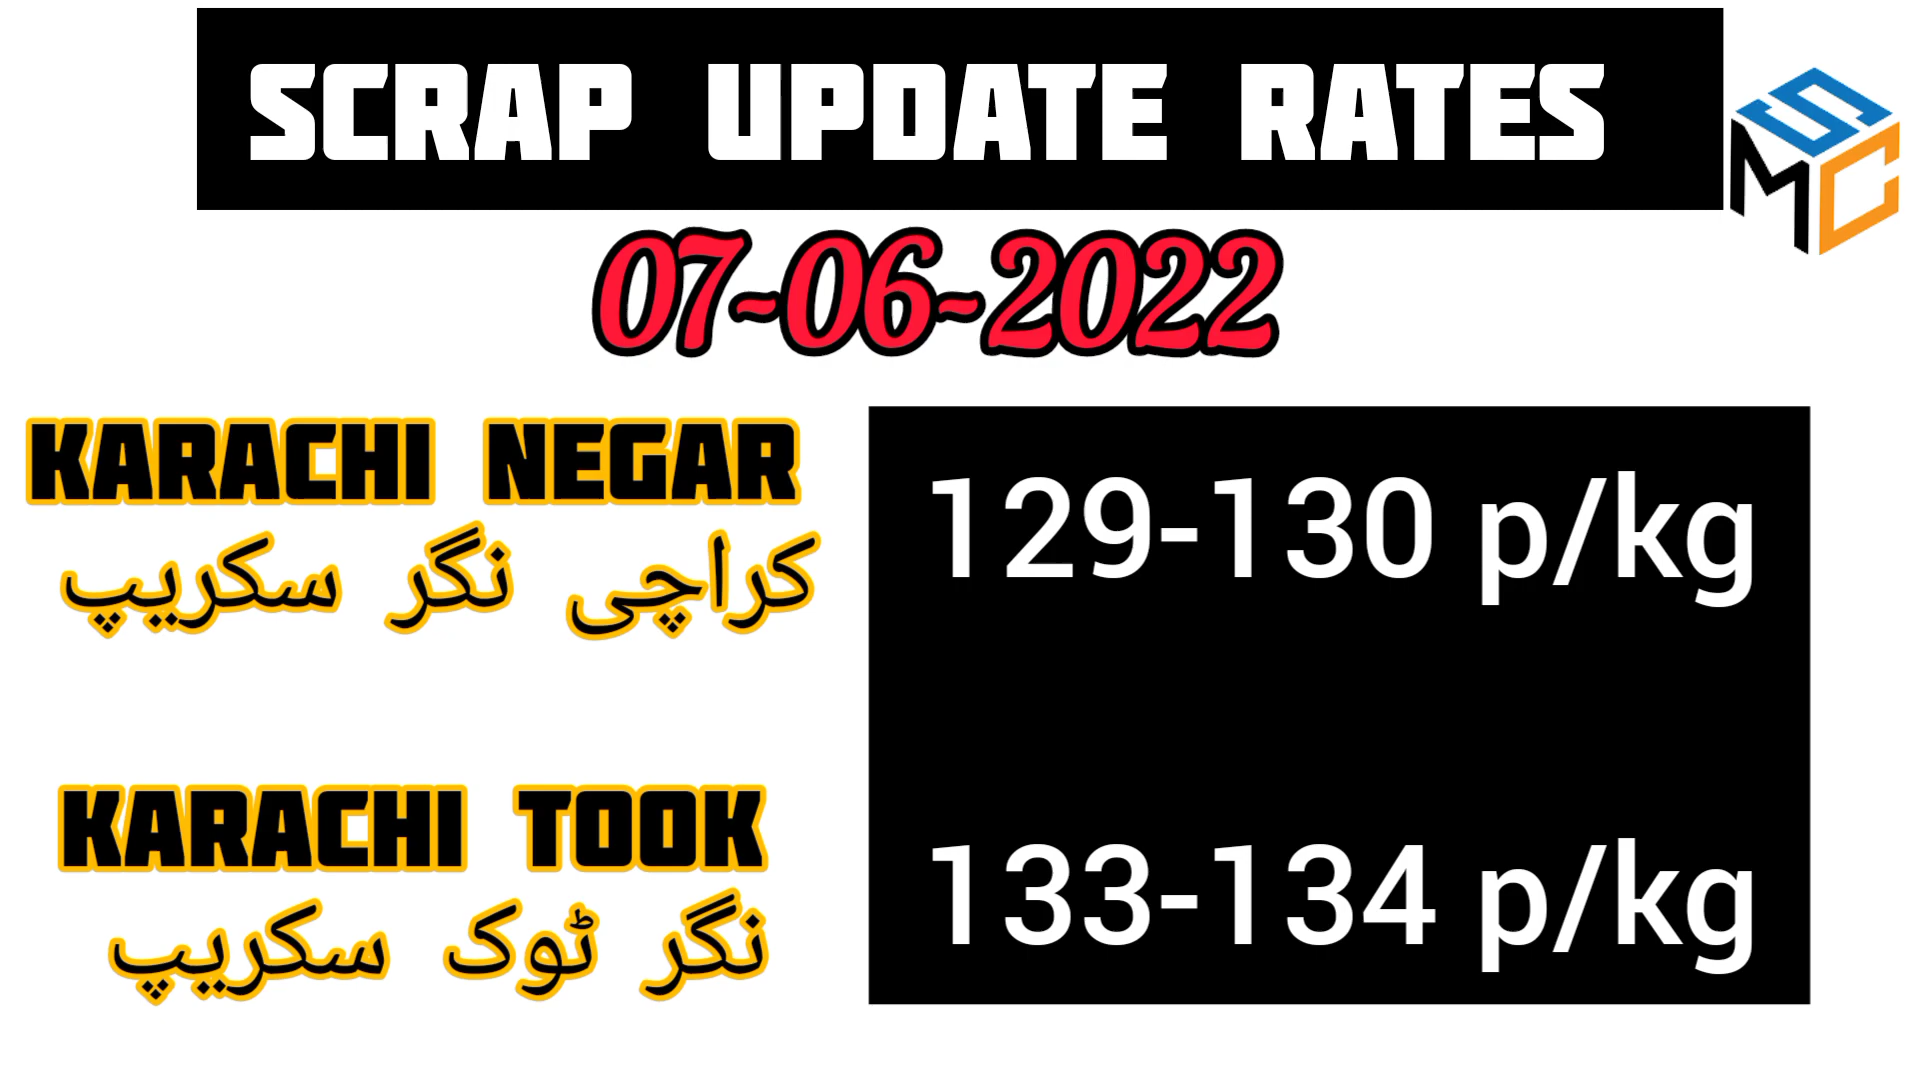 SCRAP UPDATE RATES
SMC
07-06-2022
KARACHI NEGAR
کراچی نگر سکریپ
129-130 p/kg
KARACHI TOOK
نگر ٹوک سکریپ
133-134 p/kg